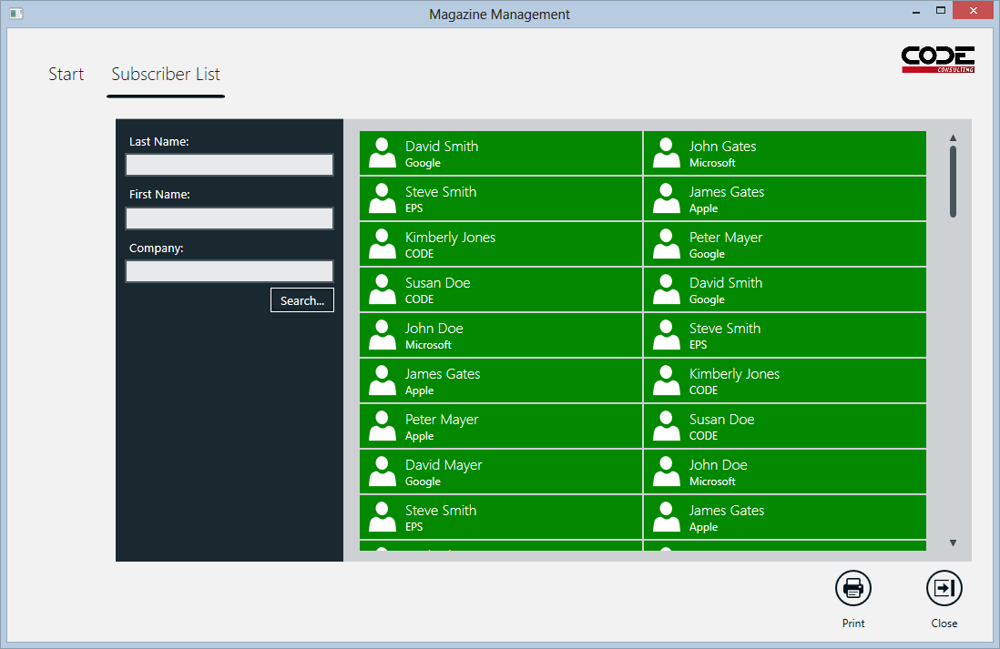 Magazine Management
CODE
CONSULTING
Start
Subscriber List
Last Name:
First Name:
Company:
Search...
David Smith
Google
John Gates
Microsoft
Steve Smith
EPS
James Gates
Apple
Kimberly Jones
CODE
Peter Mayer
Google
Susan Doe
CODE
David Smith
Google
John Doe
Microsoft
Steve Smith
EPS
James Gates
Apple
Kimberly Jones
CODE
Peter Mayer
Apple
Susan Doe
CODE
David Mayer
Google
John Doe
Microsoft
Steve Smith
EPS
James Gates
Apple
Print
Close